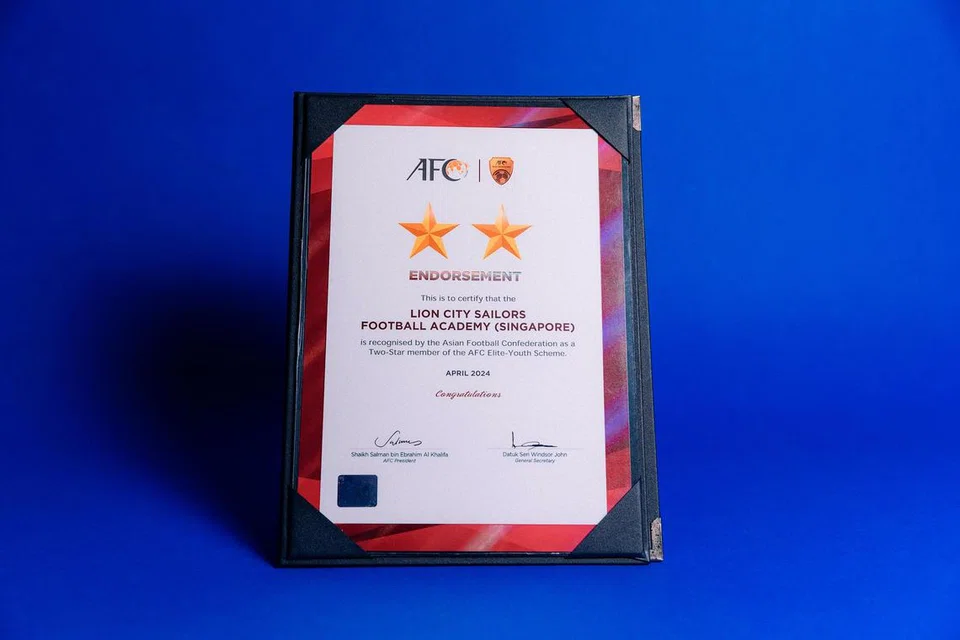 AFC
ENDORSEMENT
This is to certify that the
LION CITY SAILORS
FOOTBALL ACADEMY (SINGAPORE)
is recognised by the Asian Football Confederation as a
Two-Star member of the AFC Elite-Youth Scheme.
APRIL 2024
Congratulations
Shaikh Salman bin Ebrahim Al Khalifa
AFC President
Datuk Seri Windsor John
General Secretary